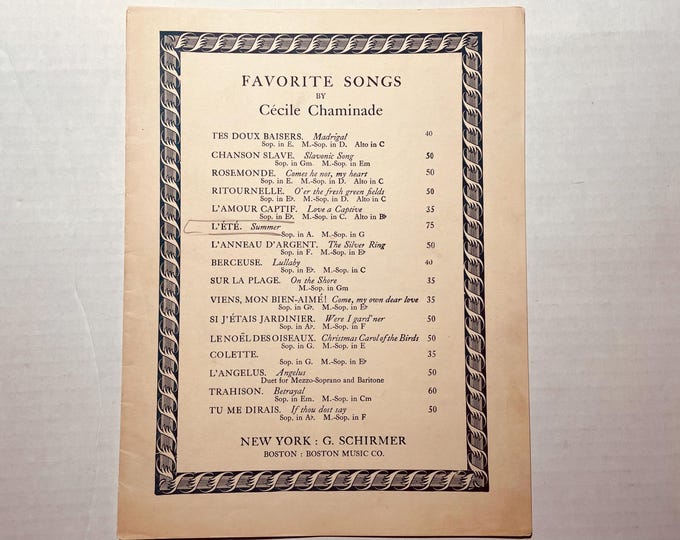 FAVORITE SONGS
BY
Cécile Chaminade
TES DOUX BAISERS. Madrigal 40
Sop. in E. M.-Sop. in D. Alto in C
CHANSON SLAVE. Slavonic Song 50
Sop. in Gm M.-Sop. in Em
ROSEMONDE. Comes he not, my heart 50
Sop. in E. M.-Sop. in D. Alto in C
RITOURNELLE. O'er the fresh green fields 50
Sop. in E♭. M.-Sop. in D. Alto in C
L'AMOUR CAPTIF. Love a Captive 35
Sop. in E♭. M.-Sop. in C. Alto in B♭
L'ÉTÉ. Summer 75
Sop. in A. M.-Sop. in G
L'ANNEAU D'ARGENT. The Silver Ring 50
Sop. in F. M.-Sop. in E♭
BERCEUSE. Lullaby 40
Sop. in E♭. M.-Sop. in C
SUR LA PLAGE. On the Shore 35
M.-Sop. in Gm
VIENS, MON BIEN-AIMÉ! Come, my own dear love 35
Sop. in G♭. M.-Sop. in E♭
SI J'ÉTAIS JARDINIER. Were I gard'ner 50
Sop. in A♭. M.-Sop. in F
LE NOËL DES OISEAUX. Christmas Carol of the Birds 50
Sop. in G. M.-Sop. in E
COLETTE. 35
Sop. in G. M.-Sop. in E♭
L'ANGELUS. Angelus 50
Duet for Mezzo-Soprano and Baritone
TRAHISON. Betrayal 60
Sop. in Em. M.-Sop. in Cm
TU ME DIRAIS. If thou dost say 50
Sop. in A♭. M.-Sop. in F
NEW YORK : G. SCHIRMER
BOSTON : BOSTON MUSIC CO.